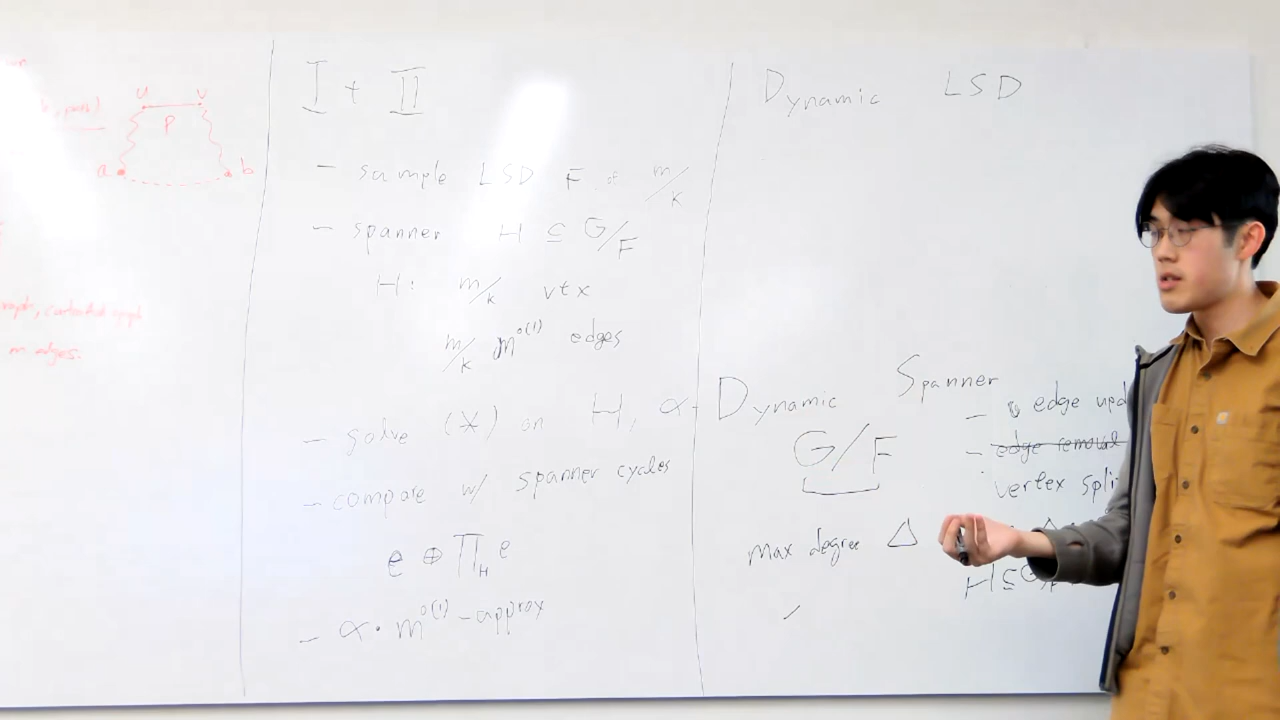 u v
P
a b
m edges.
I + II
- sample LSD F of m/k
- spanner H ⊆ G/F
H: m/k vtx
m/k m^o(1) edges
- solve (*) on H, α-
- compare w/ spanner cycles
e ⊕ Π_H e
- α · m^o(1) - approx
Dynamic LSD
Dynamic Spanner
- edge upd
G/F
- edge removal
vertex spli
max degree Δ
H ⊆ G/